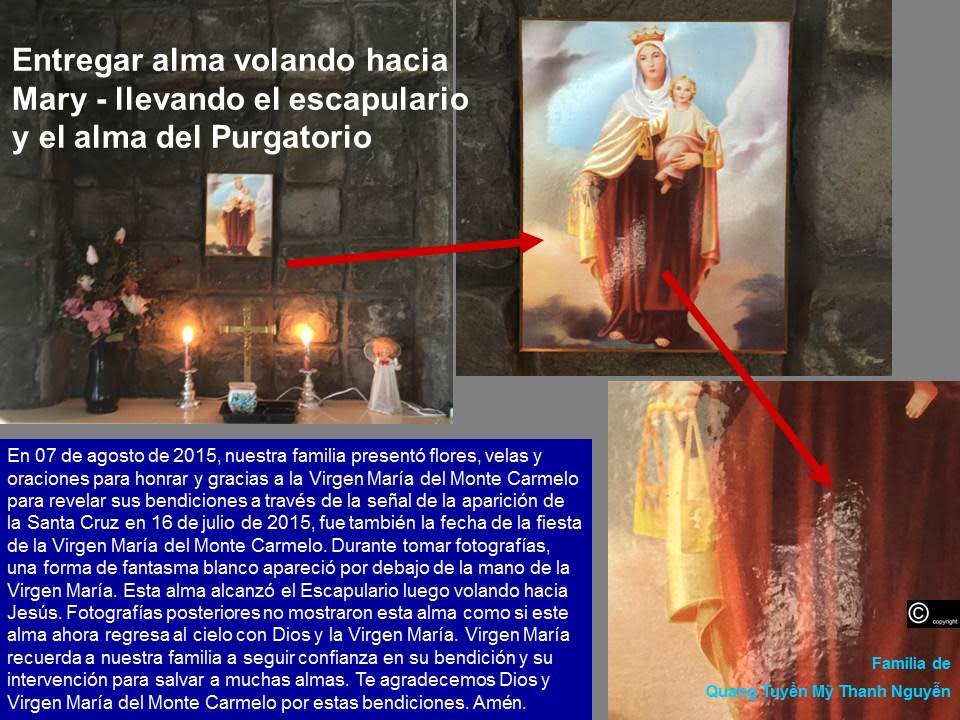 Entregar alma volando hacia
Mary - llevando el escapulario
y el alma del Purgatorio
En 07 de agosto de 2015, nuestra familia presentó flores, velas y
oraciones para honrar y gracias a la Virgen María del Monte Carmelo
para revelar sus bendiciones a través de la señal de la aparición de
la Santa Cruz en 16 de julio de 2015, fue también la fecha de la fiesta
de la Virgen María del Monte Carmelo. Durante tomar fotografías,
una forma de fantasma blanco apareció por debajo de la mano de la
Virgen María. Esta alma alcanzó el Escapulario luego volando hacia
Jesús. Fotografías posteriores no mostraron esta alma como si este
alma ahora regresa al cielo con Dios y la Virgen María. Virgen María
recuerda a nuestra familia a seguir confianza en su bendición y su
intervención para salvar a muchas almas. Te agradecemos Dios y
Virgen María del Monte Carmelo por estas bendiciones. Amén.
© copyright
Familia de
Quang Tuyền Mỹ Thanh Nguyễn